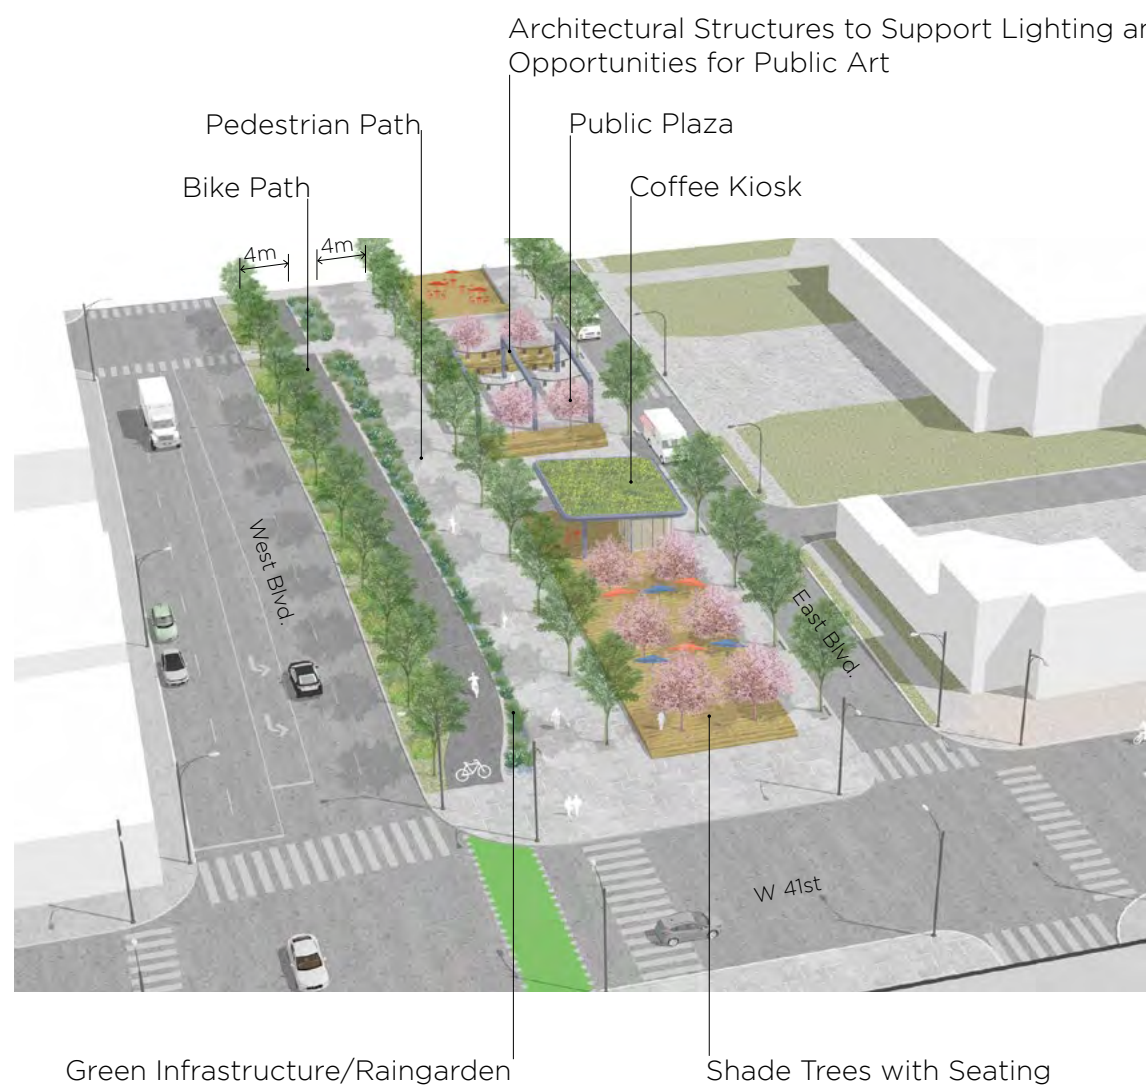 Architectural Structures to Support Lighting
Opportunities for Public Art
Pedestrian Path
Public Plaza
Bike Path
Coffee Kiosk
4m
4m
West Blvd.
East Blvd.
W 41st
Green Infrastructure/Raingarden
Shade Trees with Seating